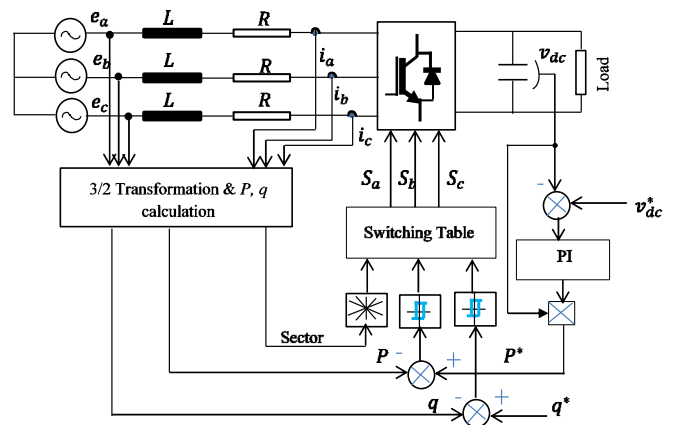 e_a L R
i_a
e_b L R
i_b
e_c L R
i_c
v_dc
Load
3/2 Transformation & P, q
calculation
S_a S_b S_c
-
v*_dc
Switching Table
PI
Sector
P - + P*
q - + q*